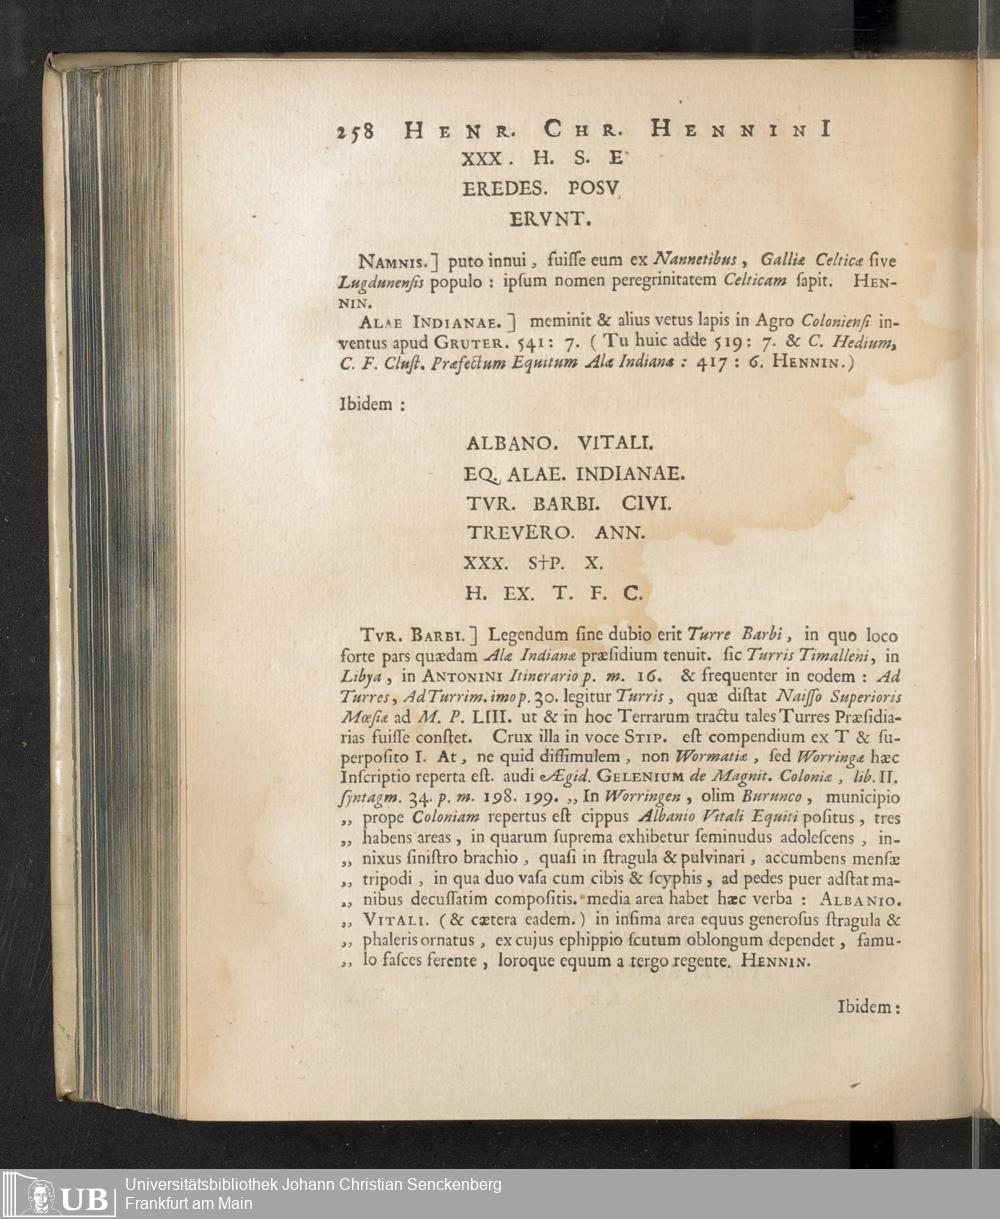 258 HENR. CHR. HENNINI
XXX. H. S. E
EREDES. POSV
ERVNT.
NAMNIS.] puto innui, fuiſſe eum ex Nannetibus, Galliæ Celticæ ſive
Lugdunenſis populo: ipſum nomen peregrinitatem Celticam ſapit. HEN-
NIN.
ALAE INDIANAE.] meminit & alius vetus lapis in Agro Colonienſi in-
ventus apud GRUTER. 541: 7. (Tu huic adde 519: 7. & C. Hedium,
C. F. Cluſt. Præfectum Equitum Alæ Indianæ: 417: 6. HENNIN.)
Ibidem:
ALBANO. VITALI.
EQ. ALAE. INDIANAE.
TVR. BARBI. CIVI.
TREVERO. ANN.
XXX. S†P. X.
H. EX. T. F. C.
TVR. BARBI.] Legendum ſine dubio erit Turre Barbi, in quo loco
forte pars quædam Alæ Indianæ præſidium tenuit. ſic Turris Timalleni, in
Libya, in ANTONINI Itinerario p. m. 16. & frequenter in eodem: Ad
Turres, Ad Turrim. imo p. 30. legitur Turris, quæ diſtat Naiſſo Superioris
Mœſiæ ad M. P. LIII. ut & in hoc Terrarum tractu tales Turres Præſidia-
rias fuiſſe conſtet. Crux illa in voce STIP. eſt compendium ex T & ſu-
perpoſito I. At, ne quid diſſimulem, non Wormatiæ, ſed Worringæ hæc
Inſcriptio reperta eſt. audi Ægid. GELENIUM de Magnit. Coloniæ, lib. II.
ſyntagm. 34. p. m. 198. 199. „In Worringen, olim Burunco, municipio
„ prope Coloniam repertus eſt cippus Albanio Vitali Equiti poſitus, tres
„ habens areas, in quarum ſuprema exhibetur ſeminudus adoleſcens, in-
„ nixus ſiniſtro brachio, quaſi in ſtragula & pulvinari, accumbens menſæ
„ tripodi, in qua duo vaſa cum cibis & ſcyphis, ad pedes puer adſtat ma-
„ nibus decuſſatim compoſitis. media area habet hæc verba: ALBANIO.
„ VITALI. (& cætera eadem.) in infima area equus generoſus ſtragula &
„ phaleris ornatus, ex cujus ephippio ſcutum oblongum dependet, famu-
„ lo faſces ferente, loroque equum a tergo regente. HENNIN.
Ibidem:
UB
Universitätsbibliothek Johann Christian Senckenberg
Frankfurt am Main